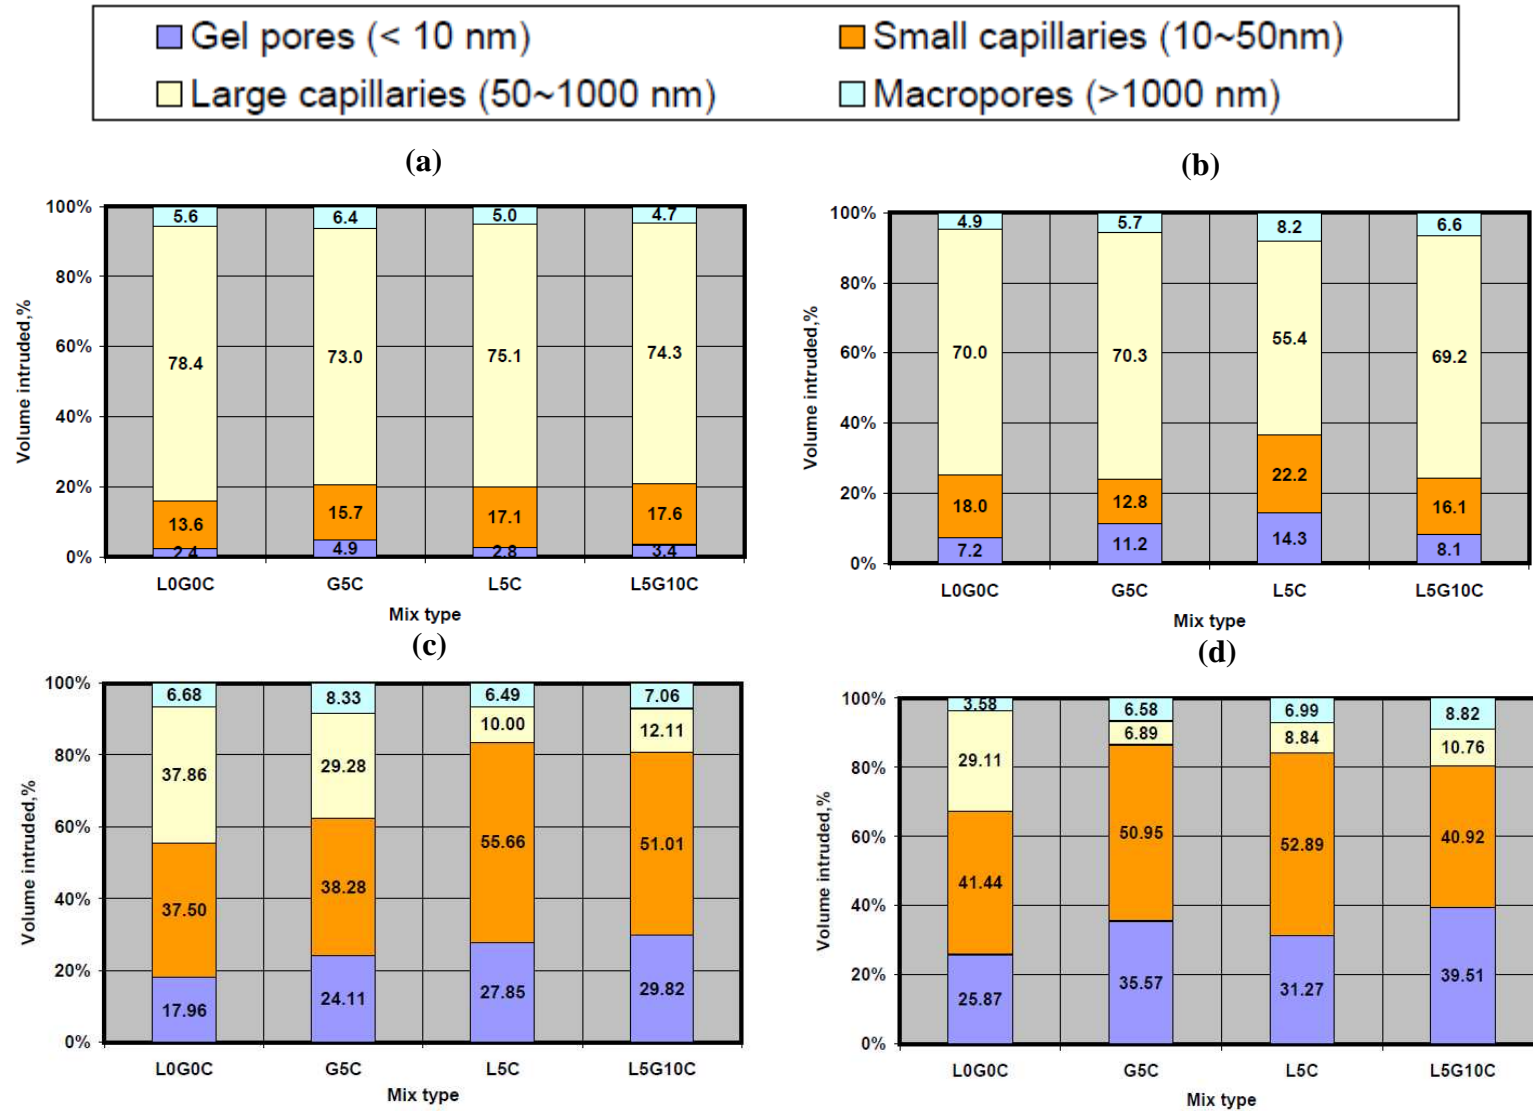 Gel pores (< 10 nm) Small capillaries (10~50nm)
Large capillaries (50~1000 nm) Macropores (>1000 nm)
(a)
100%
80%
60%
40%
20%
0%
Volume intruded,%
5.6 6.4 5.0 4.7
78.4 73.0 75.1 74.3
13.6 15.7 17.1 17.6
2.4 4.9 2.8 3.4
L0G0C G5C L5C L5G10C
Mix type
(b)
100%
80%
60%
40%
20%
0%
Volume intruded,%
4.9 5.7 8.2 6.6
70.0 70.3 55.4 69.2
18.0 12.8 22.2 16.1
7.2 11.2 14.3 8.1
L0G0C G5C L5C L5G10C
Mix type
(c)
100%
80%
60%
40%
20%
0%
Volume intruded,%
6.68 8.33 6.49 7.06
37.86 29.28 10.00 12.11
37.50 38.28 55.66 51.01
17.96 24.11 27.85 29.82
L0G0C G5C L5C L5G10C
Mix type
(d)
100%
80%
60%
40%
20%
0%
Volume intruded,%
3.58 6.58 6.99 8.82
29.11 6.89 8.84 10.76
41.44 50.95 52.89 40.92
25.87 35.57 31.27 39.51
L0G0C G5C L5C L5G10C
Mix type